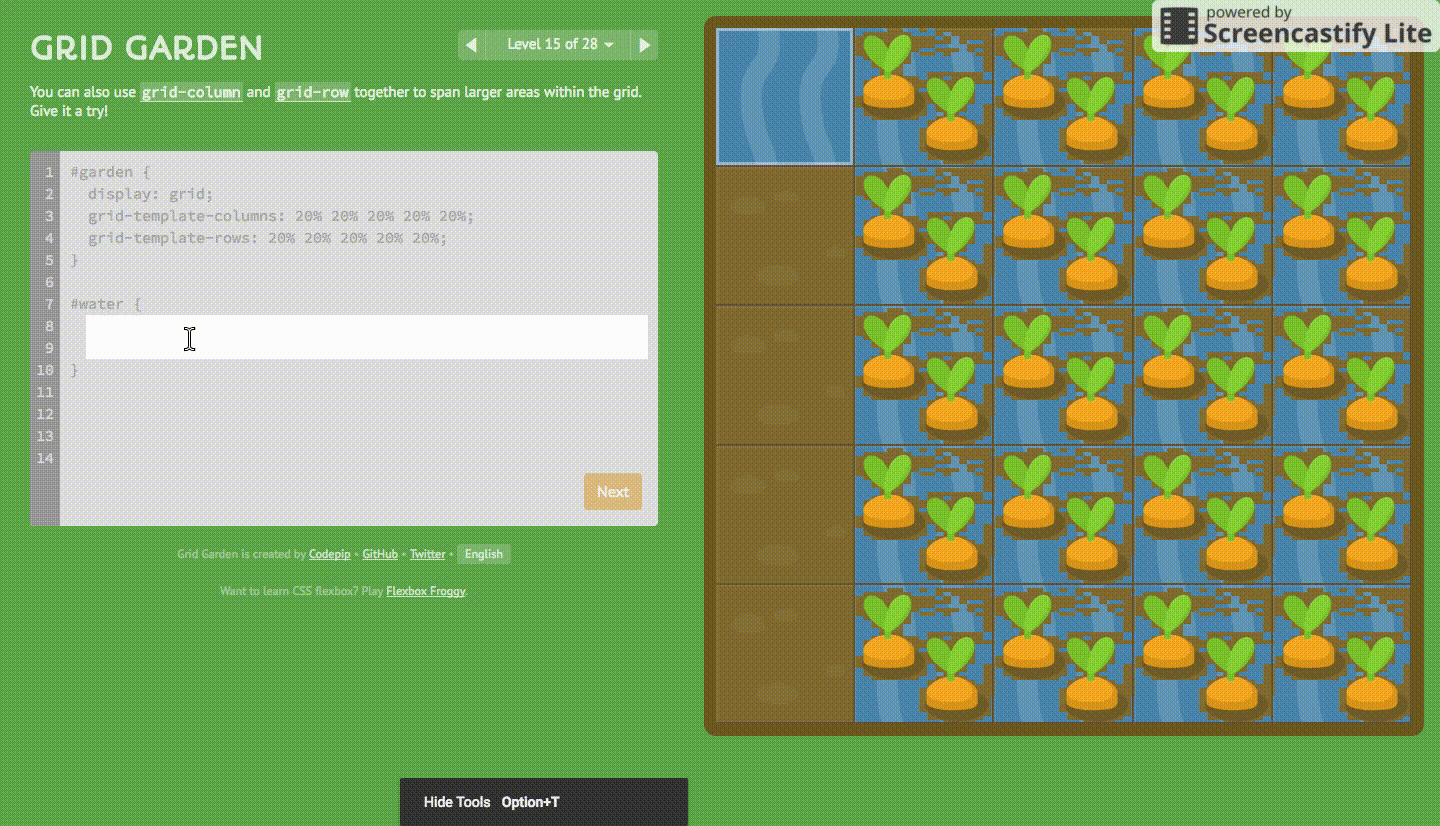 GRID GARDEN
Level 15 of 28
powered by
Screencastify Lite
You can also use grid-column and grid-row together to span larger areas within the grid.
Give it a try!
1 #garden {
2 display: grid;
3 grid-template-columns: 20% 20% 20% 20% 20%;
4 grid-template-rows: 20% 20% 20% 20% 20%;
5 }
6
7 #water {
8
9
10 }
11
12
13
14
Next
Grid Garden is created by Codepip • GitHub • Twitter • English
Want to learn CSS flexbox? Play Flexbox Froggy.
Hide Tools Option+T